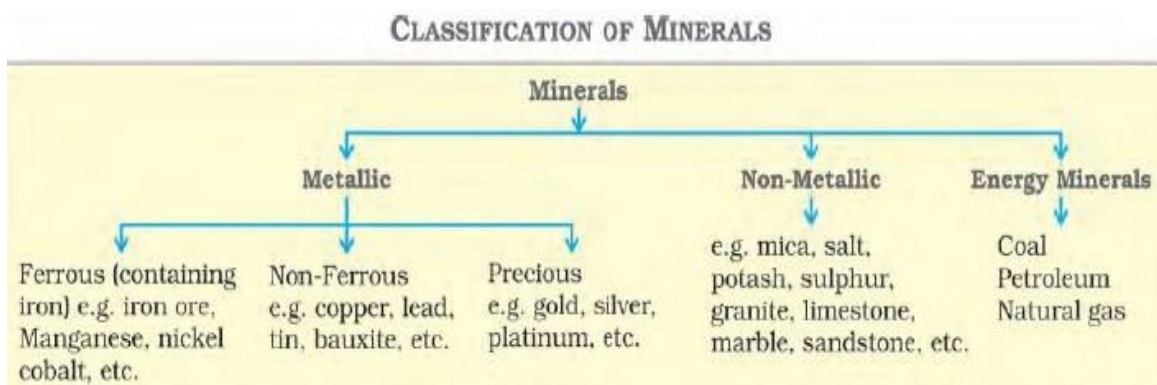 CLASSIFICATION OF MINERALS
Minerals
Metallic
Non-Metallic
Energy Minerals
Ferrous (containing
iron) e.g. iron ore,
Manganese, nickel
cobalt, etc.
Non-Ferrous
e.g. copper, lead,
tin, bauxite, etc.
Precious
e.g. gold, silver,
platinum, etc.
e.g. mica, salt,
potash, sulphur,
granite, limestone,
marble, sandstone, etc.
Coal
Petroleum
Natural gas